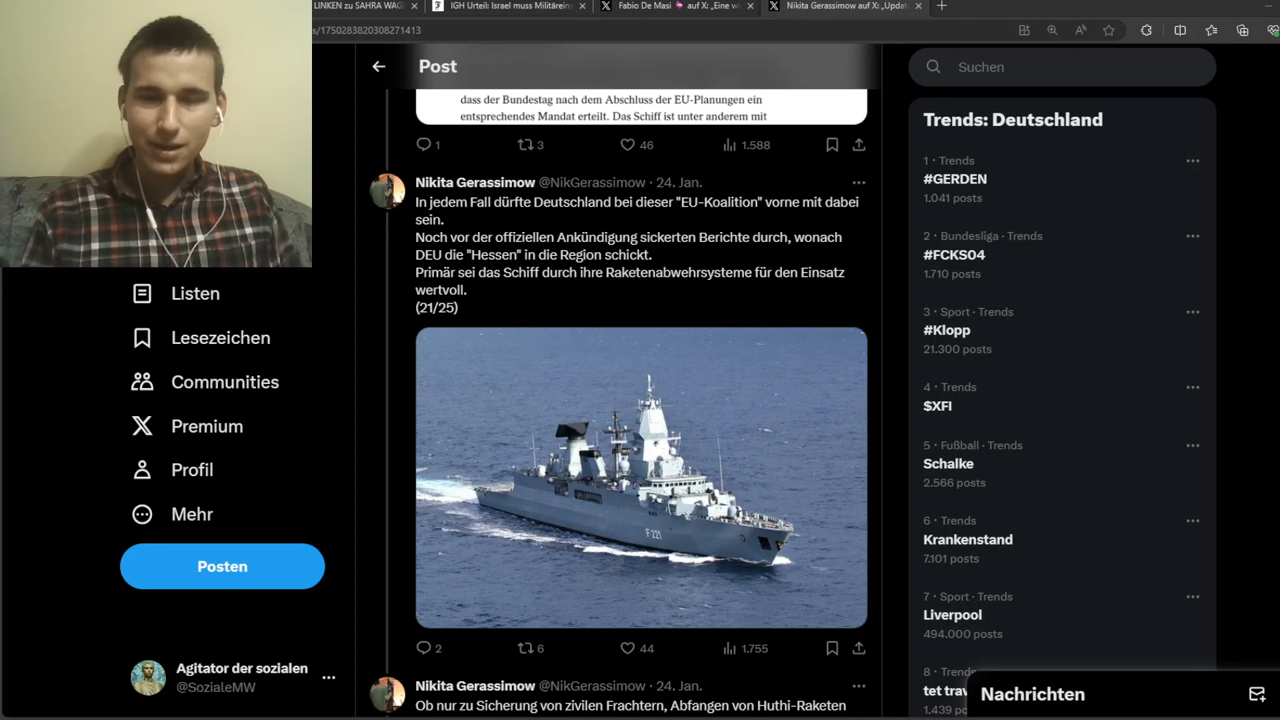 LINKEN zu SAHRA WAG
IGH Urteil: Israel muss Militärein
Fabio De Masi 🦩 auf X: „Eine w
Nikita Gerassimow auf X: „Updat
/1750283820308271413
Post
Suchen
dass der Bundestag nach dem Abschluss der EU-Planungen ein
entsprechendes Mandat erteilt. Das Schiff ist unter anderem mit
1 3 46 1.588
Nikita Gerassimow @NikGerassimow · 24. Jan.
In jedem Fall dürfte Deutschland bei dieser "EU-Koalition" vorne mit dabei
sein.
Noch vor der offiziellen Ankündigung sickerten Berichte durch, wonach
DEU die "Hessen" in die Region schickt.
Primär sei das Schiff durch ihre Raketenabwehrsysteme für den Einsatz
wertvoll.
(21/25)
F 221
2 6 44 1.755
Nikita Gerassimow @NikGerassimow · 24. Jan.
Ob nur zu Sicherung von zivilen Frachtern, Abfangen von Huthi-Raketen
Listen
Lesezeichen
Communities
Premium
Profil
Mehr
Posten
Agitator der sozialen
@SozialeMW
Trends: Deutschland
1 · Trends
#GERDEN
1.041 posts
2 · Bundesliga · Trends
#FCKS04
1.710 posts
3 · Sport · Trends
#Klopp
21.300 posts
4 · Trends
$XFI
5 · Fußball · Trends
Schalke
2.566 posts
6 · Trends
Krankenstand
7.101 posts
7 · Sport · Trends
Liverpool
494.000 posts
8 · Trends
tet trav
1.439 po
Nachrichten